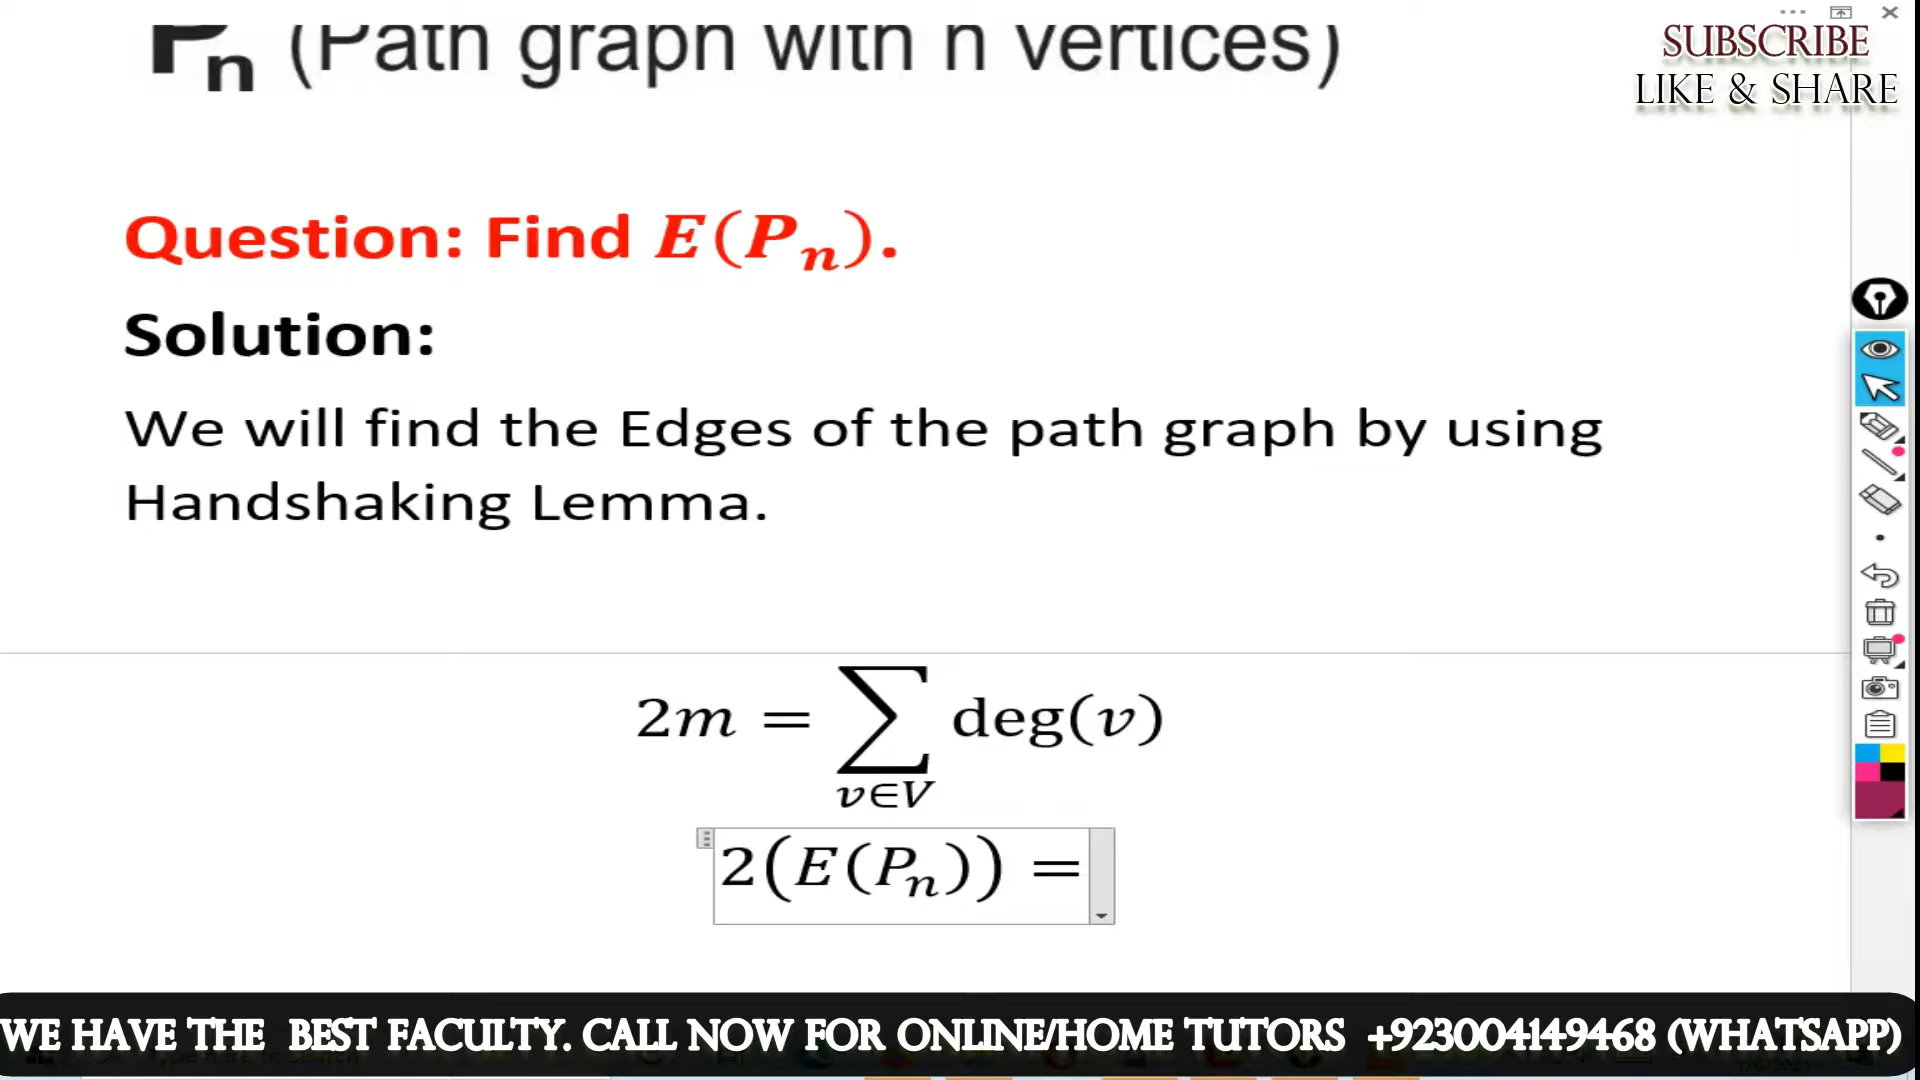 Pn (Path graph with n vertices)
SUBSCRIBE
LIKE & SHARE
Question: Find E(Pn).
Solution:
We will find the Edges of the path graph by using
Handshaking Lemma.
2m = ∑ deg(v)
v∈V
2(E(Pn)) =
WE HAVE THE BEST FACULTY. CALL NOW FOR ONLINE/HOME TUTORS +923004149468 (WHATSAPP)